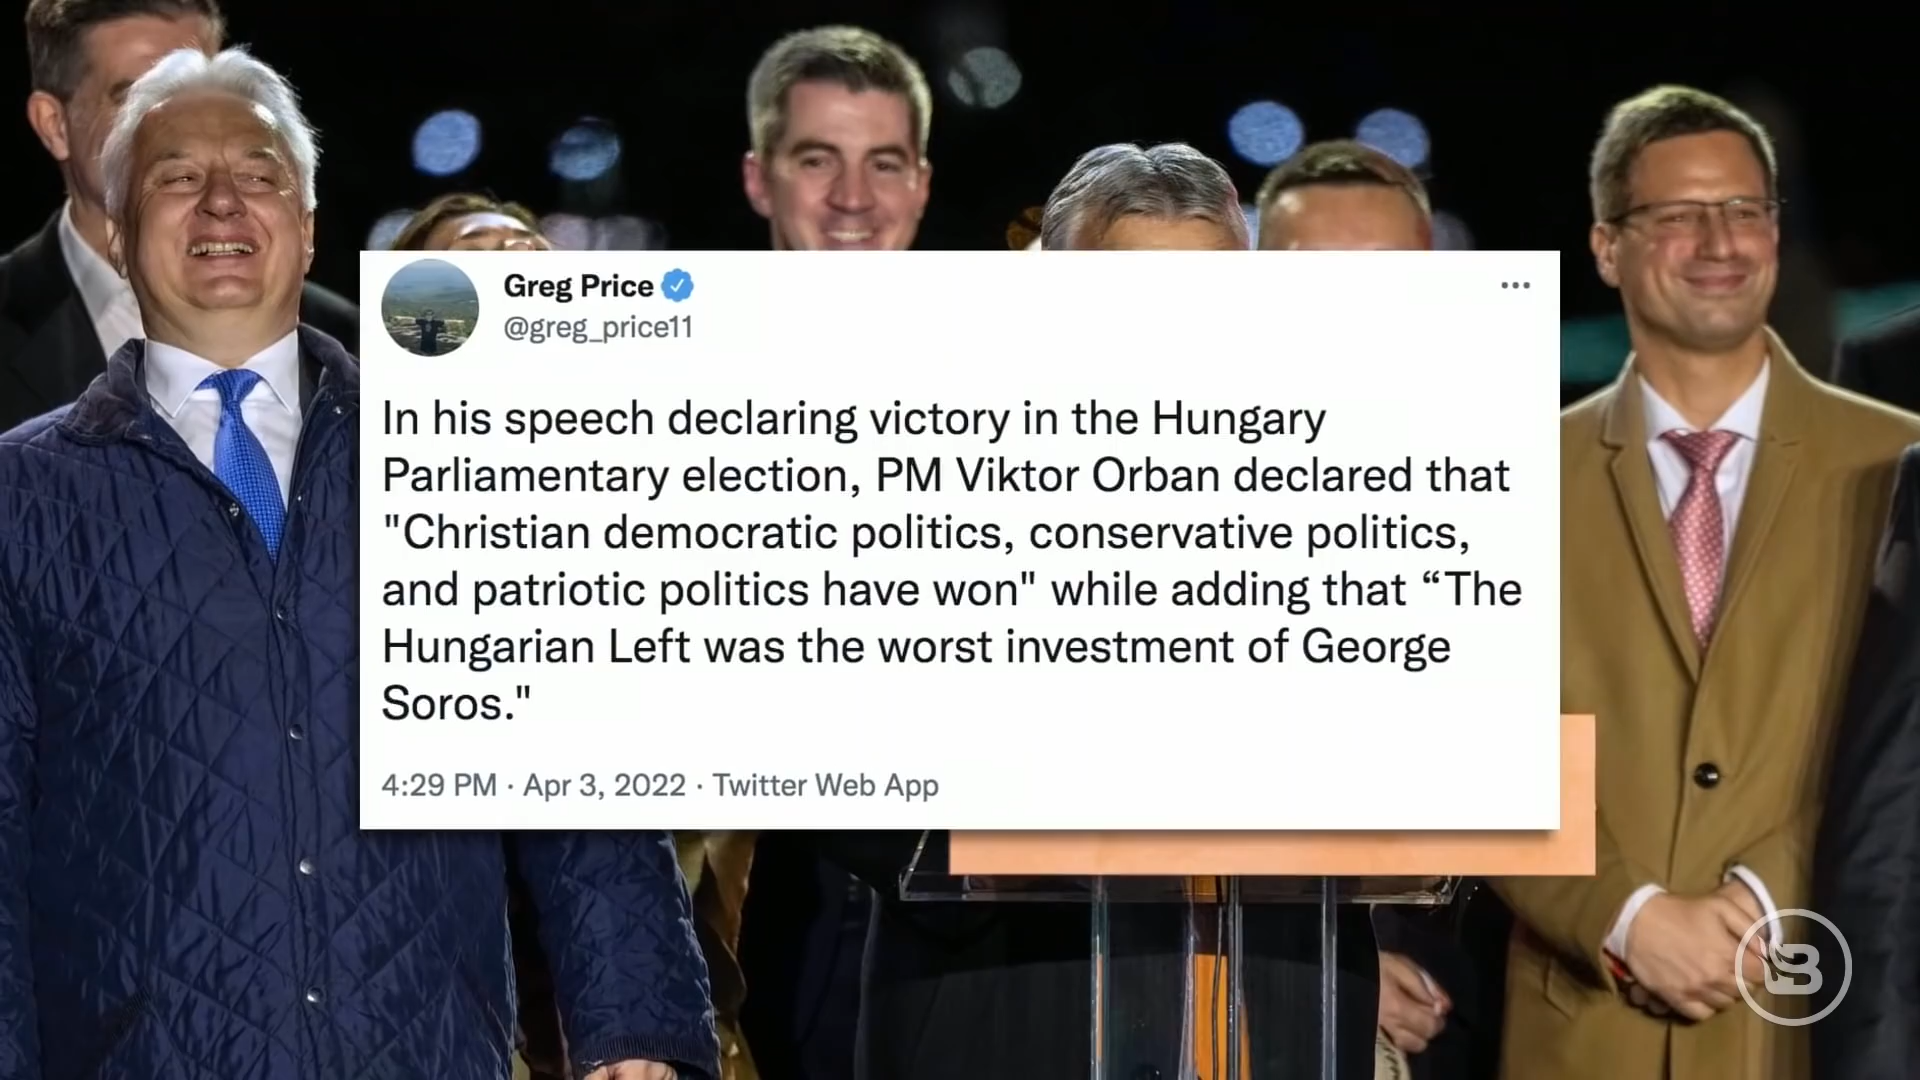 Greg Price
@greg_price11
In his speech declaring victory in the Hungary
Parliamentary election, PM Viktor Orban declared that
"Christian democratic politics, conservative politics,
and patriotic politics have won" while adding that “The
Hungarian Left was the worst investment of George
Soros."
4:29 PM · Apr 3, 2022 · Twitter Web App
B